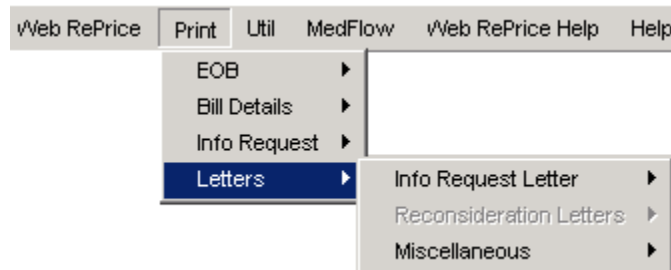 Web RePrice Print Util MedFlow Web RePrice Help Help
EOB
Bill Details
Info Request
Letters Info Request Letter
Reconsideration Letters
Miscellaneous